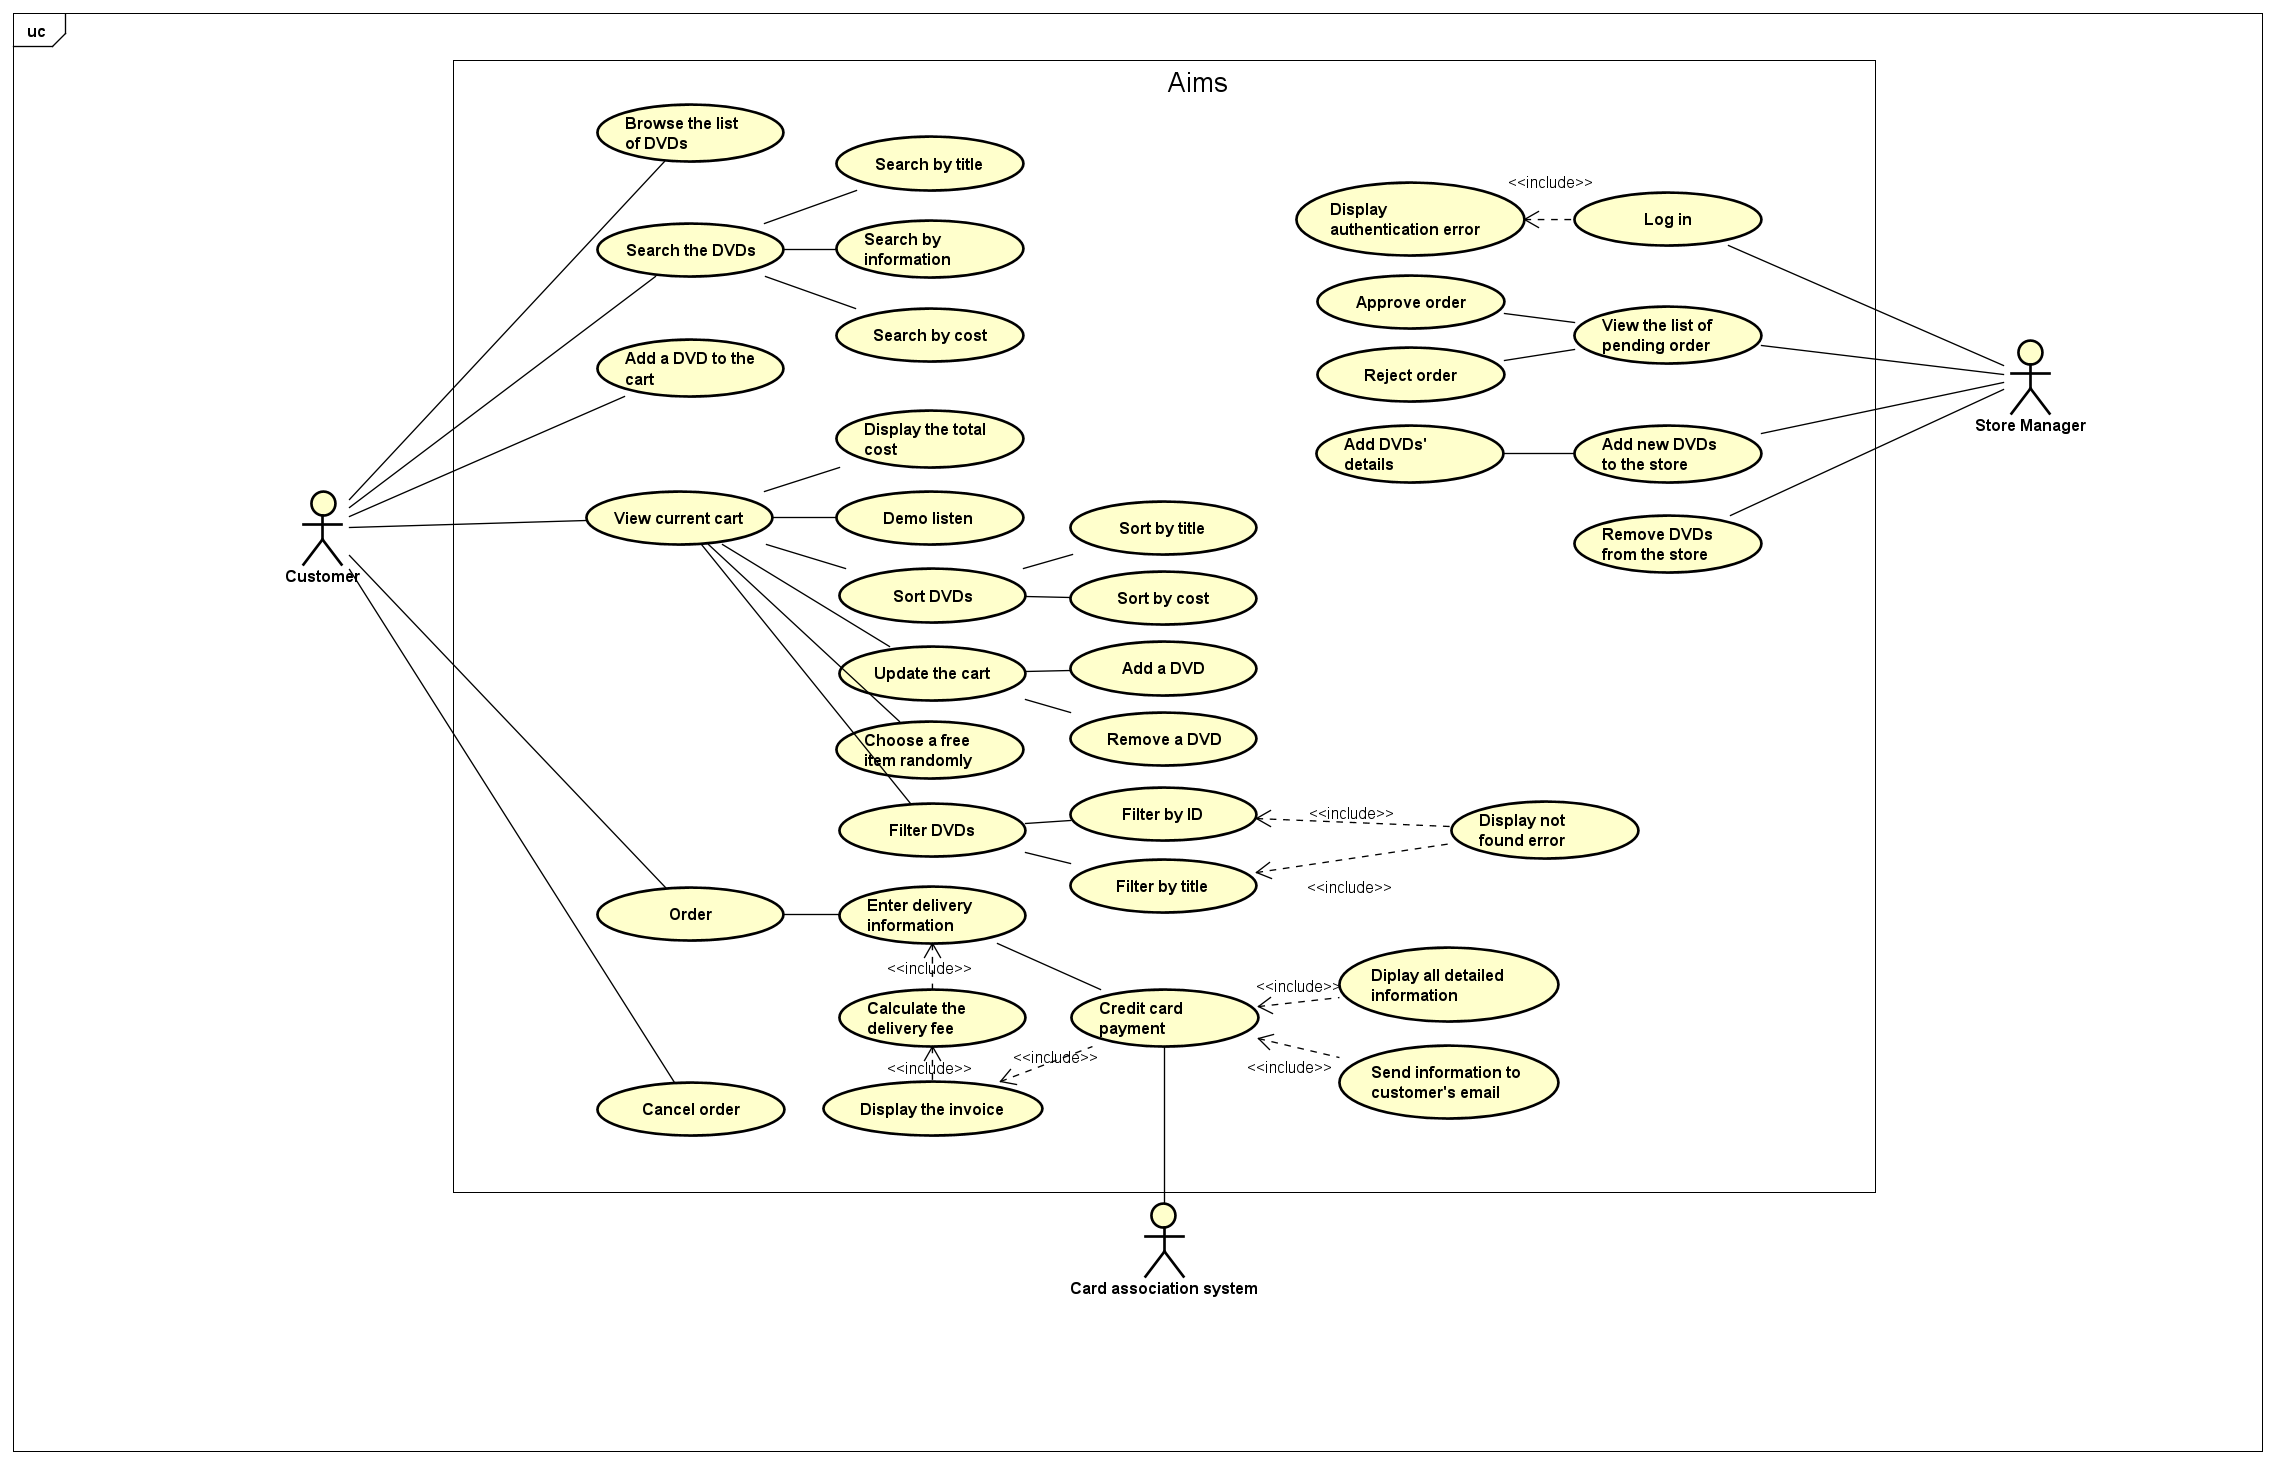 uc
Aims
Browse the list
of DVDs
Search by title
Search the DVDs
Search by
information
Search by cost
Add a DVD to the
cart
Display the total
cost
View current cart
Demo listen
Sort by title
Sort DVDs
Sort by cost
Update the cart
Add a DVD
Remove a DVD
Choose a free
item randomly
Filter DVDs
Filter by ID
Filter by title
<<include>>
<<include>>
Display not
found error
Customer
Order
Enter delivery
information
<<include>>
Calculate the
delivery fee
<<include>>
Display the invoice
<<include>>
Credit card
payment
<<include>>
Diplay all detailed
information
<<include>>
Send information to
customer's email
Cancel order
Card association system
<<include>>
Display
authentication error
Log in
Approve order
View the list of
pending order
Reject order
Add DVDs'
details
Add new DVDs
to the store
Remove DVDs
from the store
Store Manager